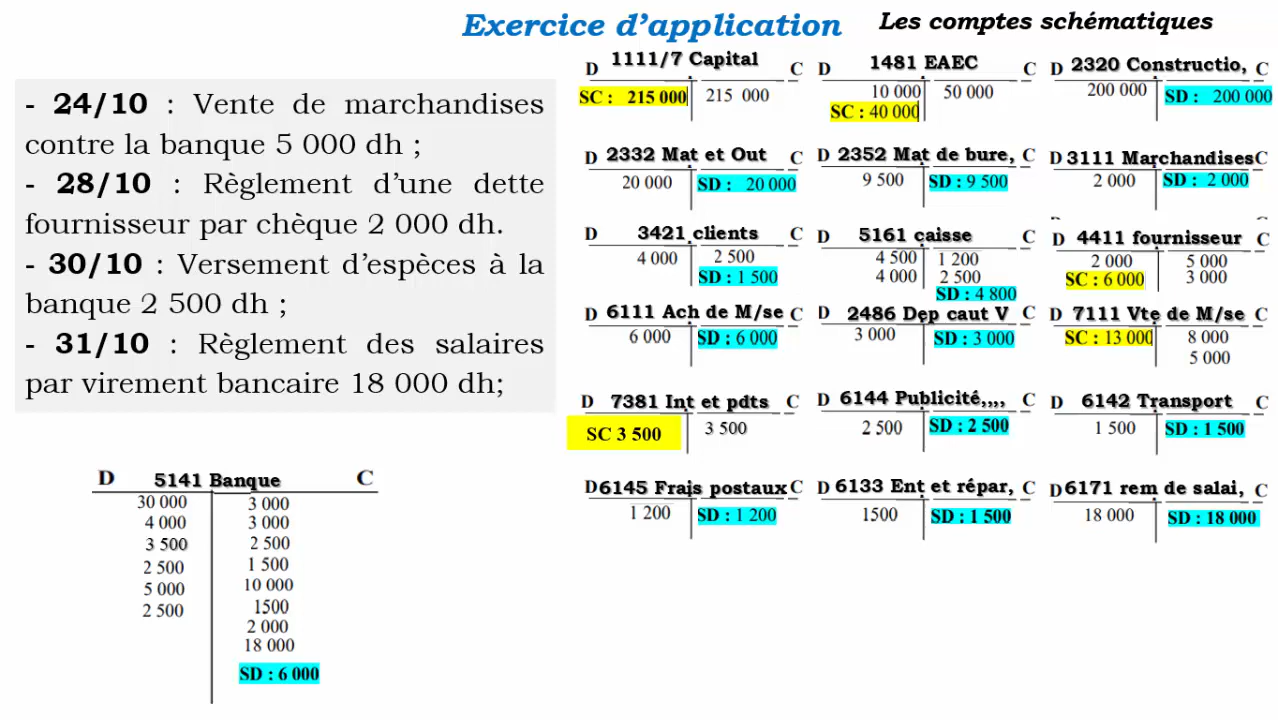 Exercice d'application
Les comptes schématiques
- 24/10 : Vente de marchandises
contre la banque 5 000 dh ;
- 28/10 : Règlement d'une dette
fournisseur par chèque 2 000 dh.
- 30/10 : Versement d'espèces à la
banque 2 500 dh ;
- 31/10 : Règlement des salaires
par virement bancaire 18 000 dh;
D 5141 Banque C
30 000 3 000
4 000 3 000
3 500 2 500
2 500 1 500
5 000 10 000
2 500 1500
2 000
18 000
SD : 6 000
D 1111/7 Capital C
SC : 215 000 215 000
D 1481 EAEC C
10 000 50 000
SC : 40 000
D 2320 Constructio, C
200 000 SD : 200 000
D 2332 Mat et Out C
20 000 SD : 20 000
D 2352 Mat de bure, C
9 500 SD : 9 500
D 3111 Marchandises C
2 000 SD : 2 000
D 3421 clients C
4 000 2 500
SD : 1 500
D 5161 caisse C
4 500 1 200
4 000 2 500
SD : 4 800
D 4411 fournisseur C
2 000 5 000
SC : 6 000 3 000
D 6111 Ach de M/se C
6 000 SD : 6 000
D 2486 Dep caut V C
3 000 SD : 3 000
D 7111 Vte de M/se C
SC : 13 000 8 000
5 000
D 7381 Int et pdts C
SC 3 500 3 500
D 6144 Publicité,,,, C
2 500 SD : 2 500
D 6142 Transport C
1 500 SD : 1 500
D 6145 Frais postaux C
1 200 SD : 1 200
D 6133 Ent et répar, C
1500 SD : 1 500
D 6171 rem de salai, C
18 000 SD : 18 000